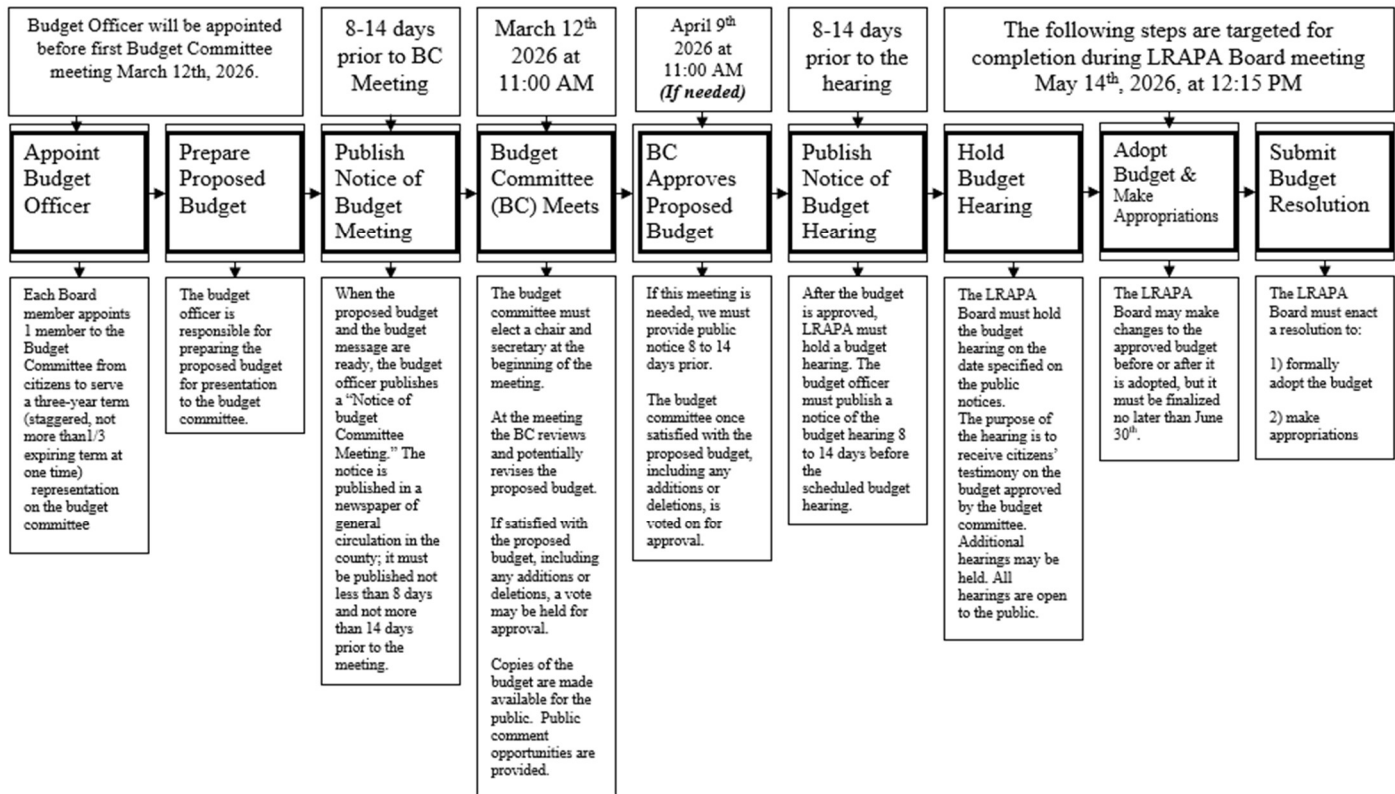 Budget Officer will be appointed
before first Budget Committee
meeting March 12th, 2026.
8-14 days
prior to BC
Meeting
March 12th
2026 at
11:00 AM
April 9th
2026 at
11:00 AM
(If needed)
8-14 days
prior to the
hearing
The following steps are targeted for
completion during LRAPA Board meeting
May 14th, 2026, at 12:15 PM
Appoint
Budget
Officer
Prepare
Proposed
Budget
Publish
Notice of
Budget
Meeting
Budget
Committee
(BC) Meets
BC
Approves
Proposed
Budget
Publish
Notice of
Budget
Hearing
Hold
Budget
Hearing
Adopt
Budget &
Make
Appropriations
Submit
Budget
Resolution
Each Board
member appoints
1 member to the
Budget
Committee from
citizens to serve
a three-year term
(staggered, not
more than1/3
expiring term at
one time)
representation
on the budget
committee
The budget
officer is
responsible for
preparing the
proposed budget
for presentation
to the budget
committee.
When the
proposed budget
and the budget
message are
ready, the budget
officer publishes
a “Notice of
budget
Committee
Meeting.” The
notice is
published in a
newspaper of
general
circulation in the
county; it must
be published not
less than 8 days
and not more
than 14 days
prior to the
meeting.
The budget
committee must
elect a chair and
secretary at the
beginning of the
meeting.
At the meeting
the BC reviews
and potentially
revises the
proposed budget.
If satisfied with
the proposed
budget, including
any additions or
deletions, a vote
may be held for
approval.
Copies of the
budget are made
available for the
public. Public
comment
opportunities are
provided.
If this meeting is
needed, we must
provide public
notice 8 to 14
days prior.
The budget
committee once
satisfied with the
proposed budget,
including any
additions or
deletions, is
voted on for
approval.
After the budget
is approved,
LRAPA must
hold a budget
hearing. The
budget officer
must publish a
notice of the
budget hearing 8
to 14 days before
the
scheduled budget
hearing.
The LRAPA
Board must hold
the budget
hearing on the
date specified on
the public
notices.
The purpose of
the hearing is to
receive citizens’
testimony on the
budget approved
by the budget
committee.
Additional
hearings may be
held. All
hearings are open
to the public.
The LRAPA
Board may make
changes to the
approved budget
before or after it
is adopted, but it
must be finalized
no later than June
30th.
The LRAPA
Board must enact
a resolution to:
1) formally
adopt the budget
2) make
appropriations